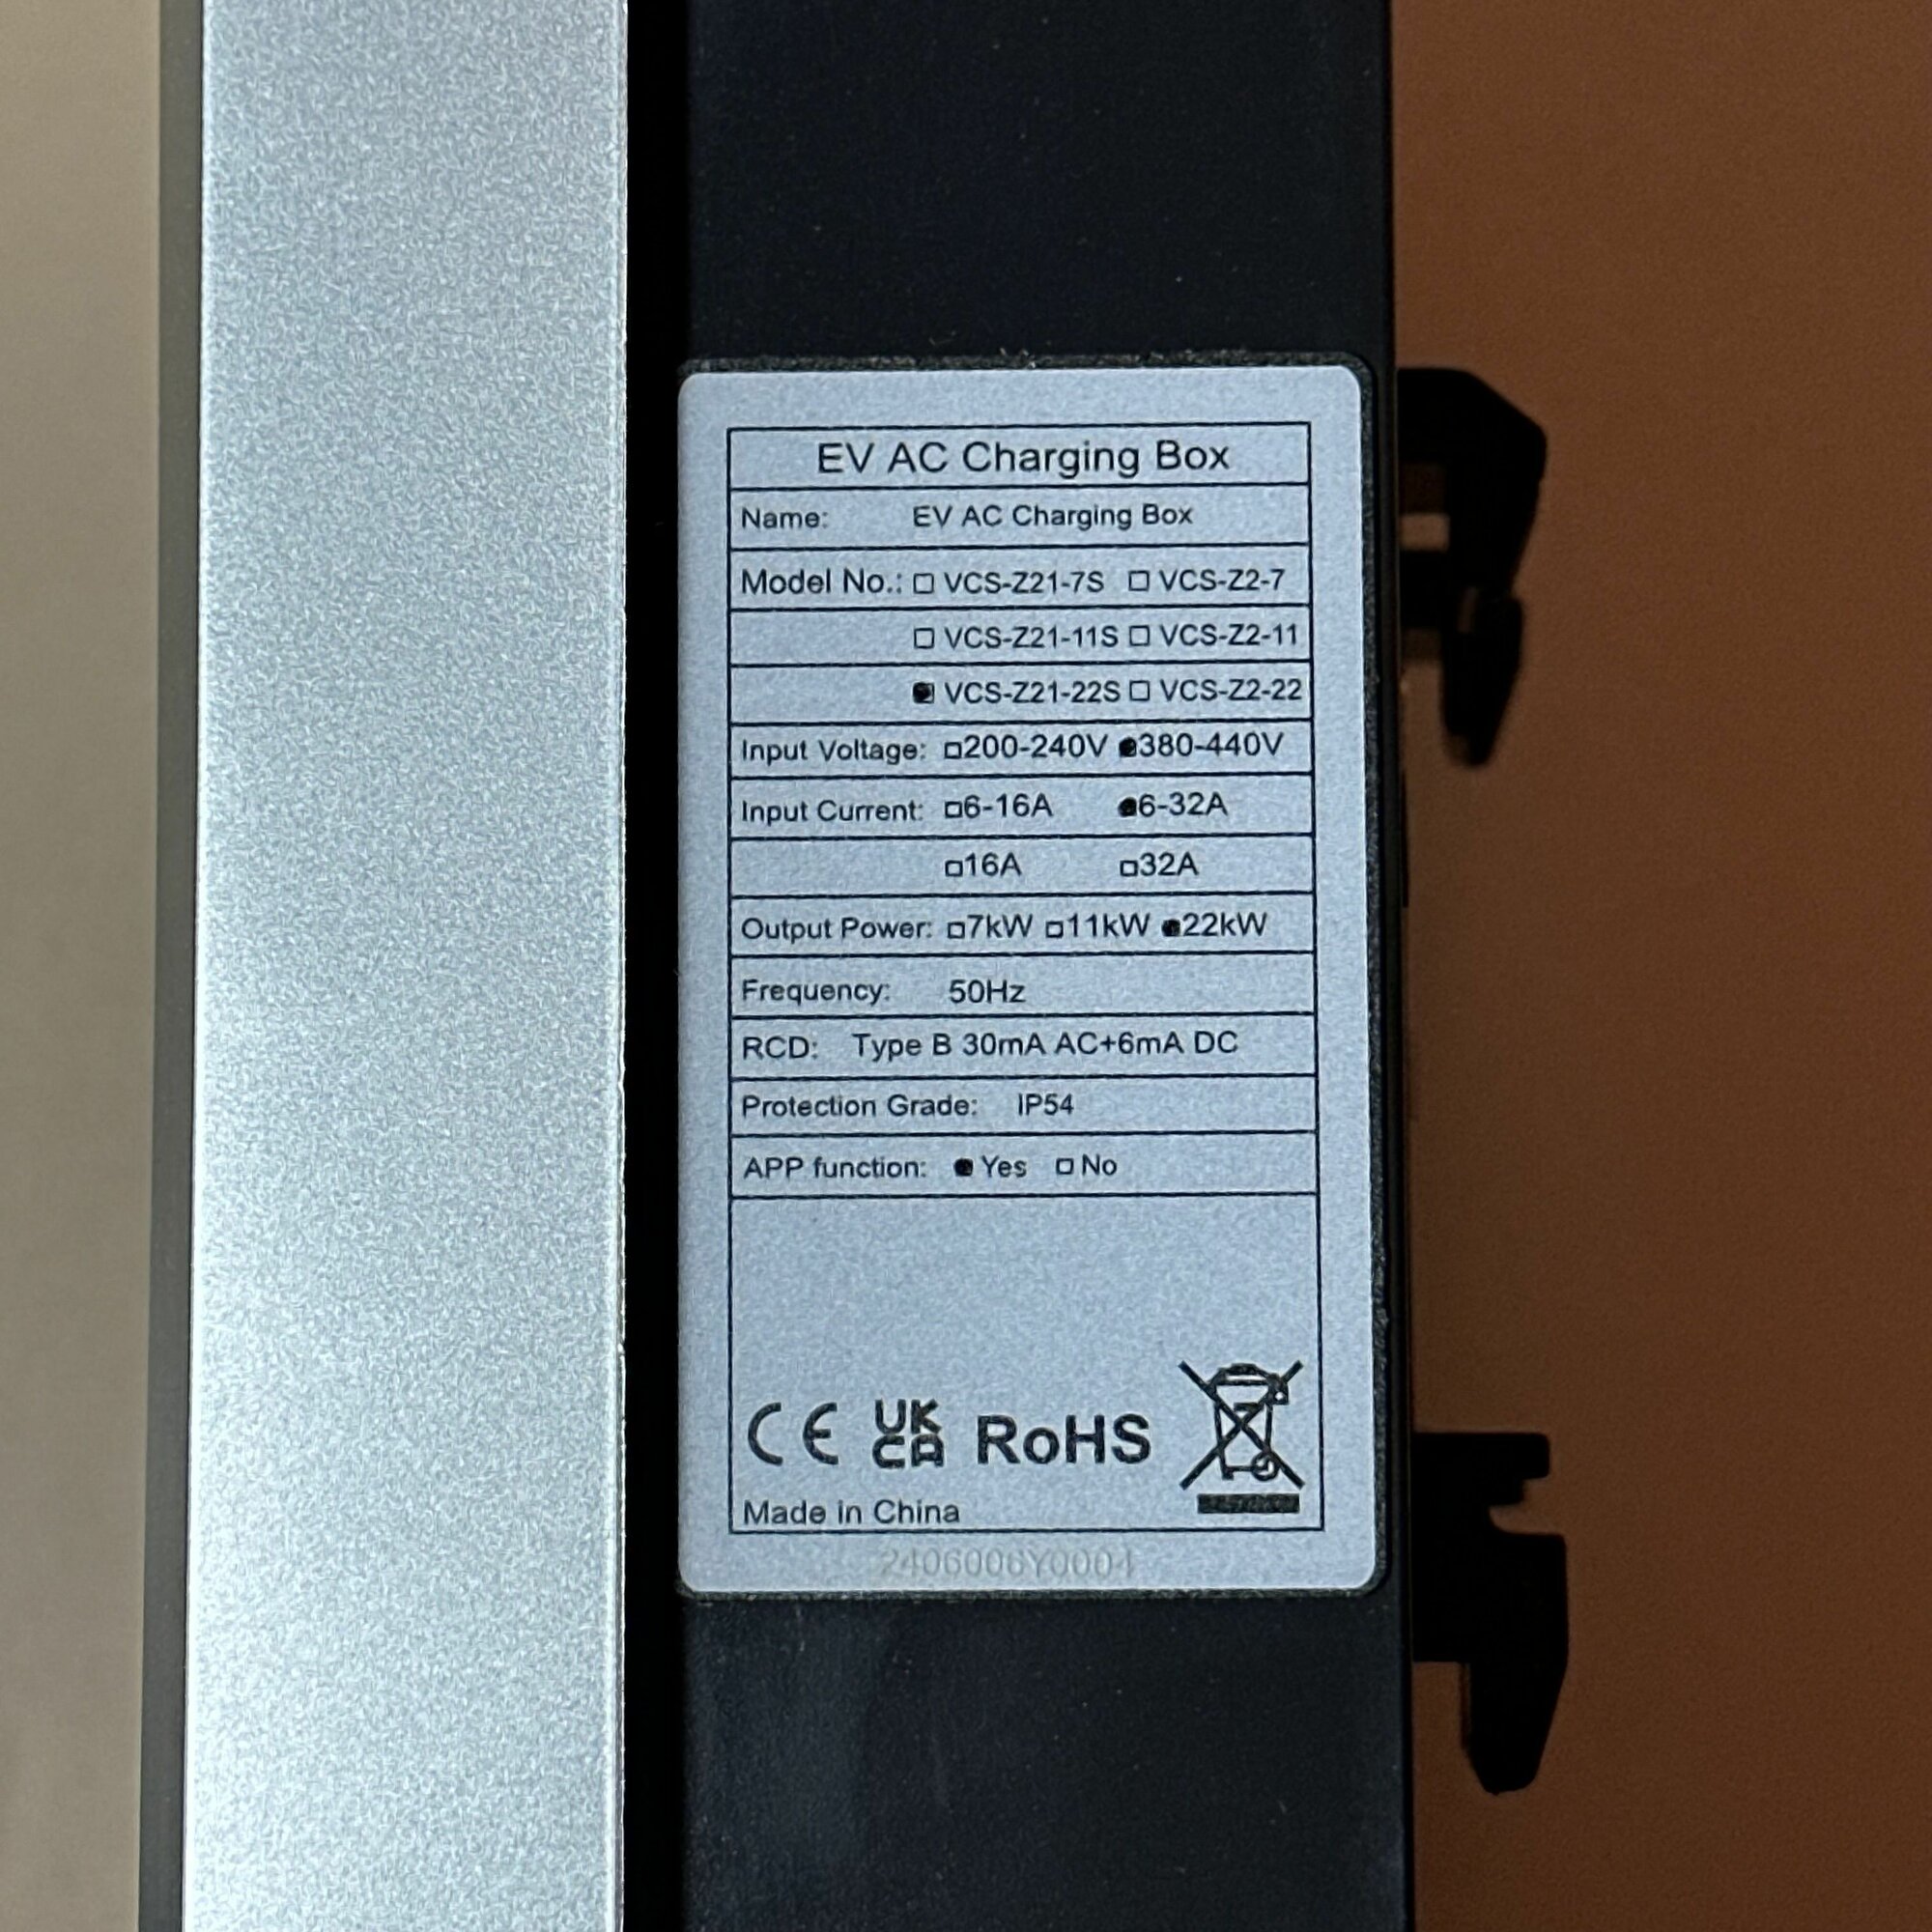 EV AC Charging Box
Name: EV AC Charging Box
Model No.: □ VCS-Z21-7S □ VCS-Z2-7
□ VCS-Z21-11S □ VCS-Z2-11
■ VCS-Z21-22S □ VCS-Z2-22
Input Voltage: □200-240V ■380-440V
Input Current: □6-16A ■6-32A
□16A □32A
Output Power: □7kW □11kW ■22kW
Frequency: 50Hz
RCD: Type B 30mA AC+6mA DC
Protection Grade: IP54
APP function: ■ Yes □ No
CE UK CA RoHS
Made in China
2406006Y0004